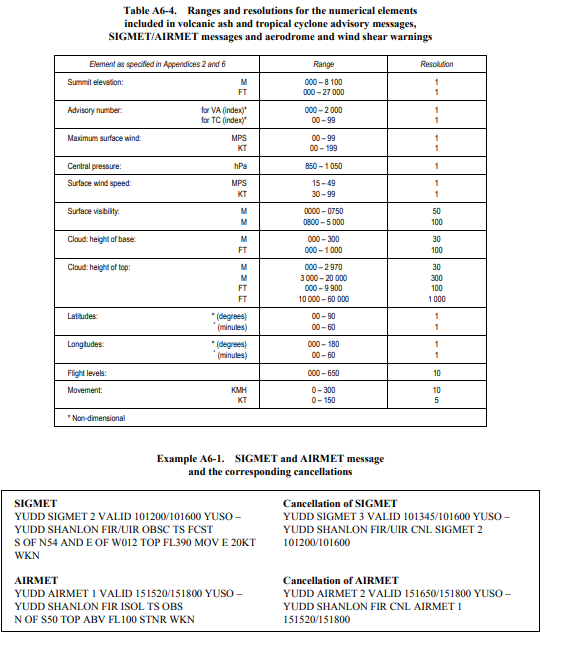 Table A6-4. Ranges and resolutions for the numerical elements
included in volcanic ash and tropical cyclone advisory messages,
SIGMET/AIRMET messages and aerodrome and wind shear warnings
Element as specified in Appendices 2 and 6 Range Resolution
Summit elevation: M 000 – 8 100 1
FT 000 – 27 000 1
Advisory number: for VA (index)* 000 – 2 000 1
for TC (index)* 00 – 99 1
Maximum surface wind: MPS 00 – 99 1
KT 00 – 199 1
Central pressure: hPa 850 – 1 050 1
Surface wind speed: MPS 15 – 49 1
KT 30 – 99 1
Surface visibility: M 0000 – 0750 50
M 0800 – 5 000 100
Cloud: height of base: M 000 – 300 30
FT 000 – 1 000 100
Cloud: height of top: M 000 – 2 970 30
M 3 000 – 20 000 300
FT 000 – 9 900 100
FT 10 000 – 60 000 1 000
Latitudes: ° (degrees) 00 – 90 1
' (minutes) 00 – 60 1
Longitudes: ° (degrees) 000 – 180 1
' (minutes) 00 – 60 1
Flight levels: 000 – 650 10
Movement: KMH 0 – 300 10
KT 0 – 150 5
* Non-dimensional
Example A6-1. SIGMET and AIRMET message
and the corresponding cancellations
SIGMET
YUDD SIGMET 2 VALID 101200/101600 YUSO –
YUDD SHANLON FIR/UIR OBSC TS FCST
S OF N54 AND E OF W012 TOP FL390 MOV E 20KT
WKN
Cancellation of SIGMET
YUDD SIGMET 3 VALID 101345/101600 YUSO –
YUDD SHANLON FIR/UIR CNL SIGMET 2
101200/101600
AIRMET
YUDD AIRMET 1 VALID 151520/151800 YUSO –
YUDD SHANLON FIR ISOL TS OBS
N OF S50 TOP ABV FL100 STNR WKN
Cancellation of AIRMET
YUDD AIRMET 2 VALID 151650/151800 YUSO –
YUDD SHANLON FIR CNL AIRMET 1
151520/151800